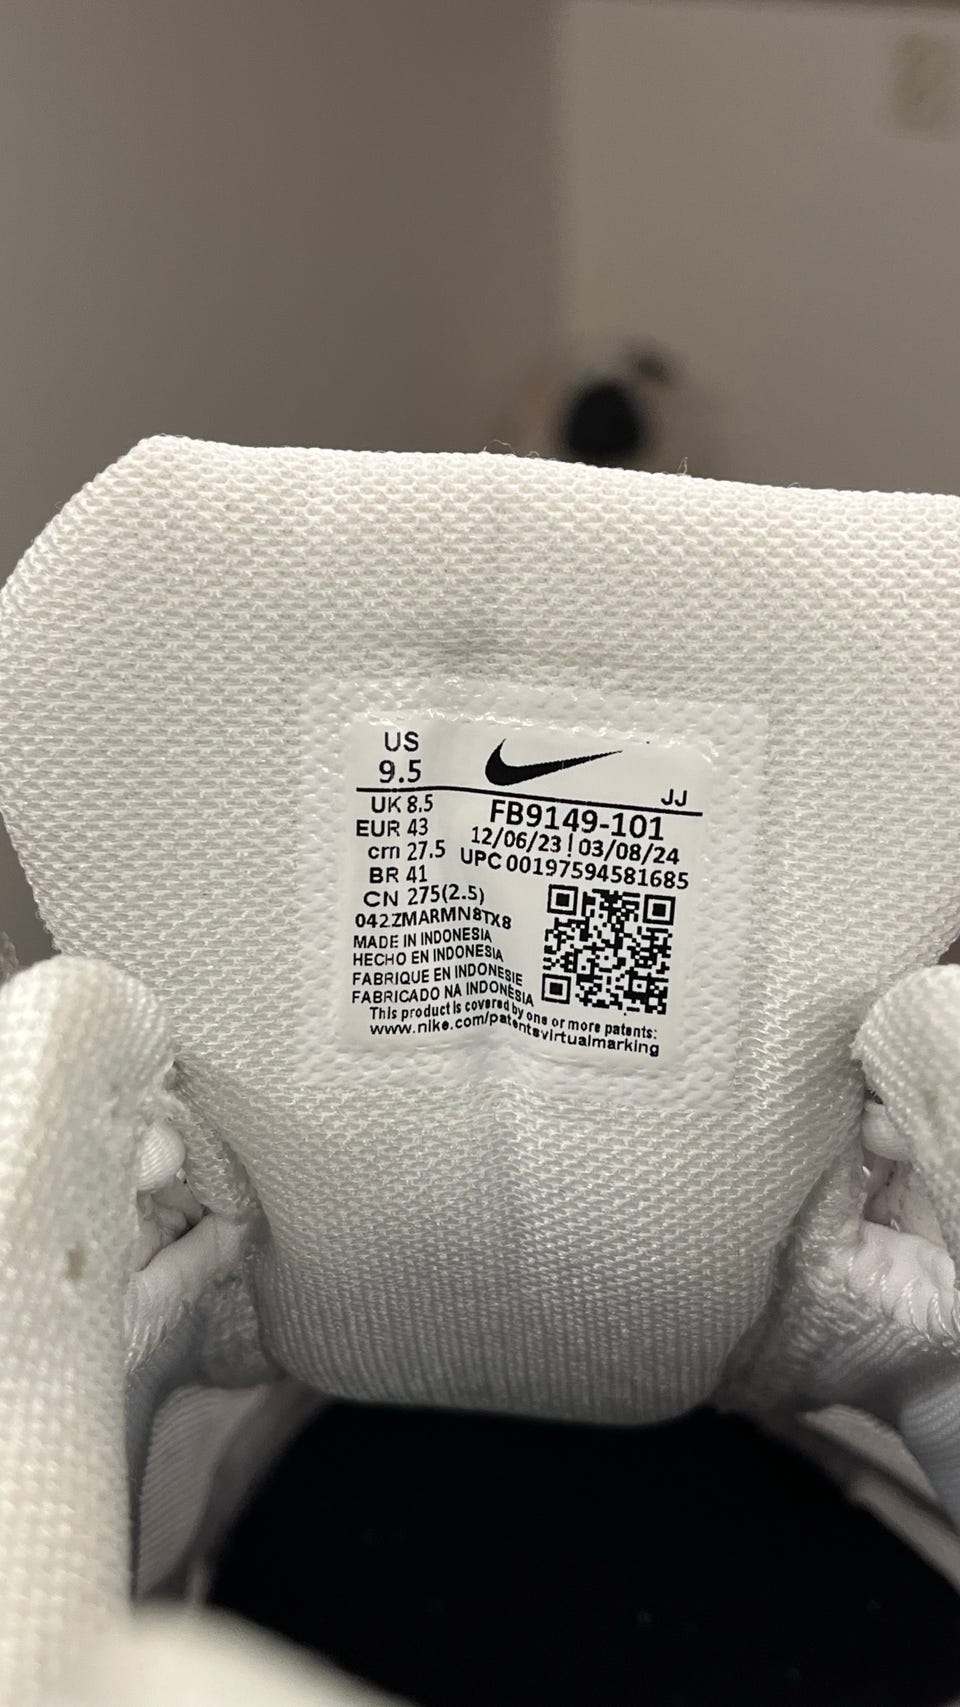 US
9.5
JJ
UK 8.5
EUR 43
cm 27.5
BR 41
CN 275(2.5)
FB9149-101
12/06/23 | 03/08/24
UPC 00197594581685
042ZMARMN8TX8
MADE IN INDONESIA
HECHO EN INDONESIA
FABRIQUE EN INDONESIE
FABRICADO NA INDONÉSIA
This product is covered by one or more patents:
www.nike.com/patentsvirtualmarking